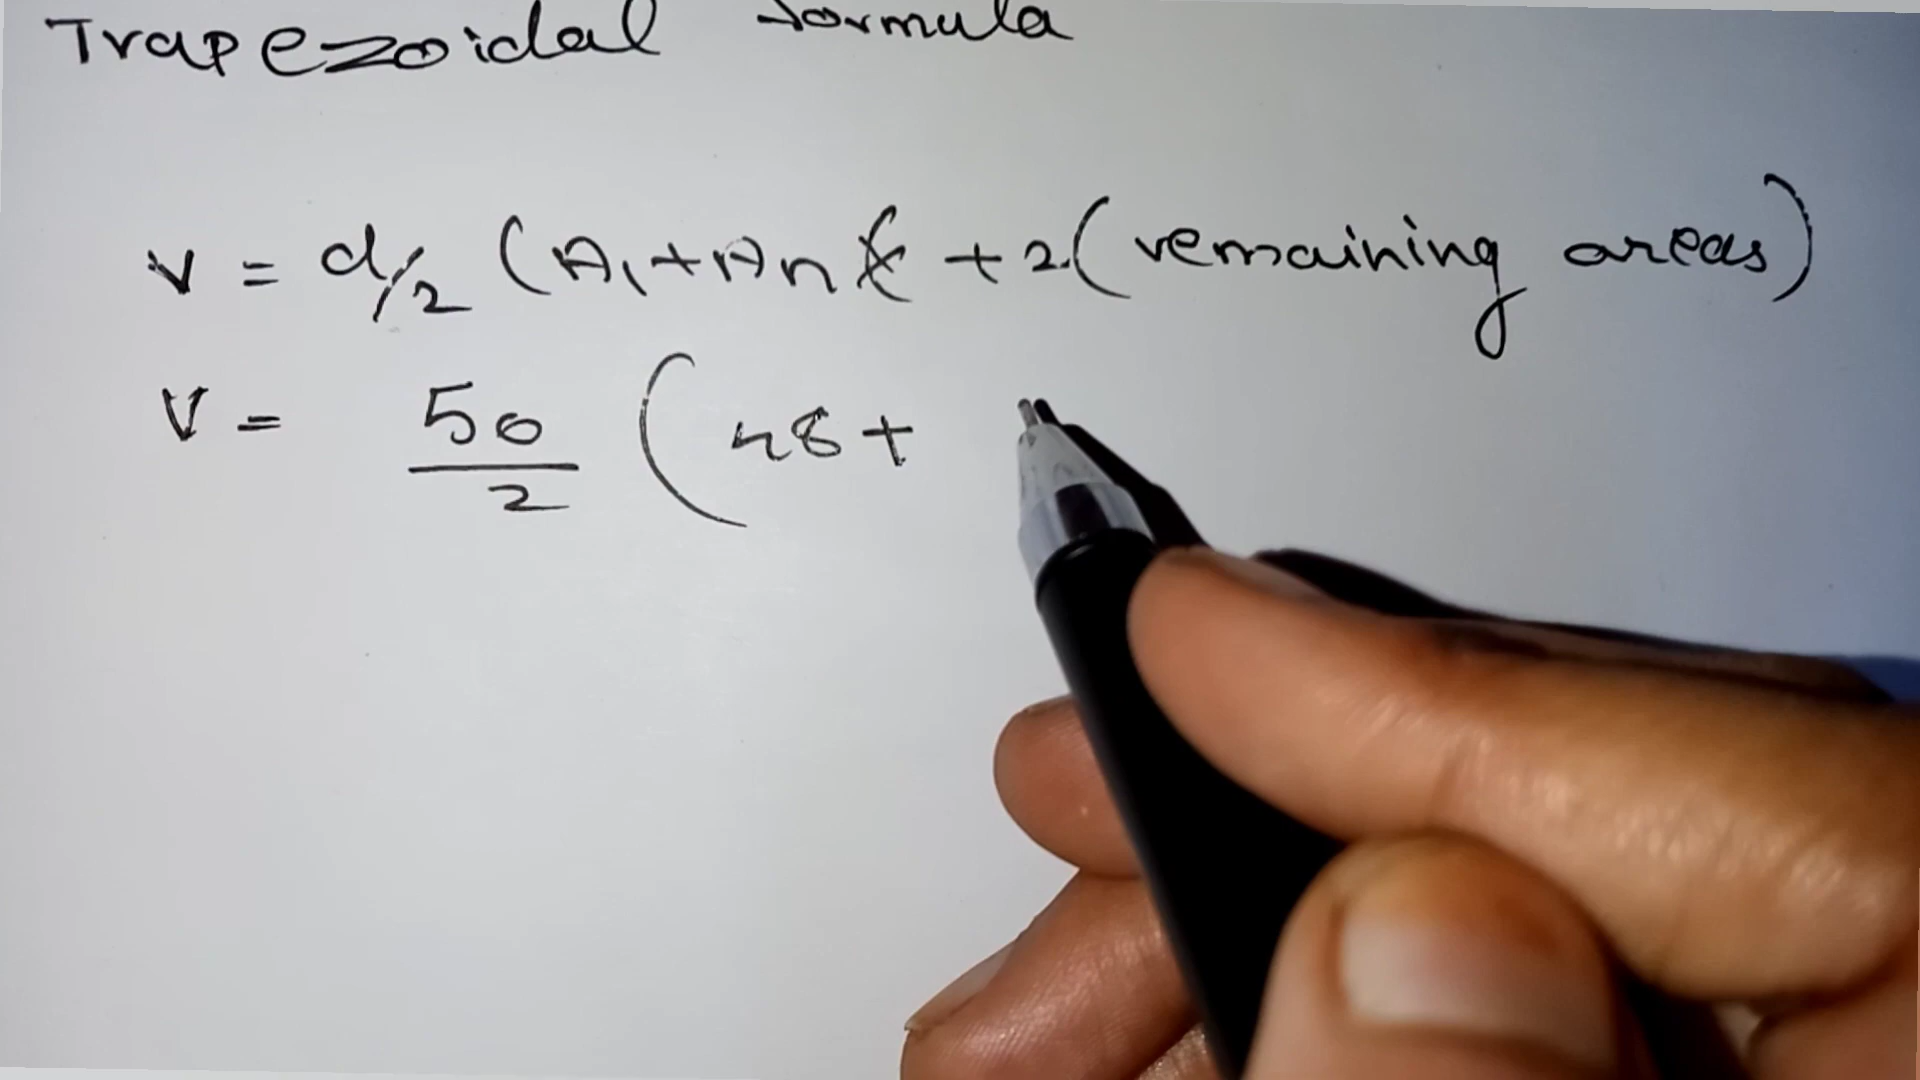 Trapezoidal formula
V = d/2 (A1 + An + 2 (remaining areas)
V = 50/2 ( 48 +